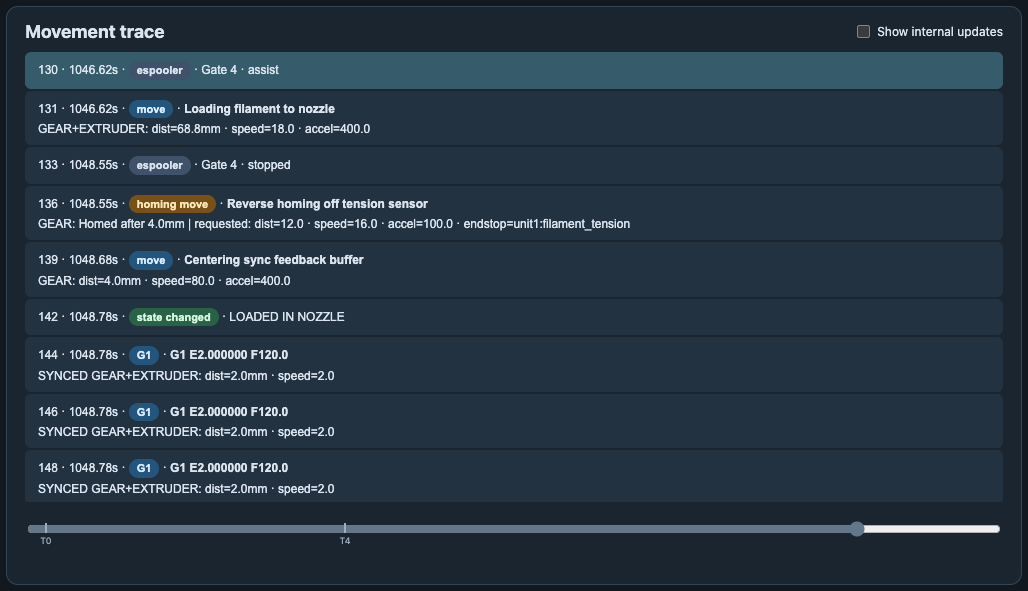 Movement trace
Show internal updates
130 · 1046.62s · espooler · Gate 4 · assist
131 · 1046.62s · move · Loading filament to nozzle
GEAR+EXTRUDER: dist=68.8mm · speed=18.0 · accel=400.0
133 · 1048.55s · espooler · Gate 4 · stopped
136 · 1048.55s · homing move · Reverse homing off tension sensor
GEAR: Homed after 4.0mm | requested: dist=12.0 · speed=16.0 · accel=100.0 · endstop=unit1:filament_tension
139 · 1048.68s · move · Centering sync feedback buffer
GEAR: dist=4.0mm · speed=80.0 · accel=400.0
142 · 1048.78s · state changed · LOADED IN NOZZLE
144 · 1048.78s · G1 · G1 E2.000000 F120.0
SYNCED GEAR+EXTRUDER: dist=2.0mm · speed=2.0
146 · 1048.78s · G1 · G1 E2.000000 F120.0
SYNCED GEAR+EXTRUDER: dist=2.0mm · speed=2.0
148 · 1048.78s · G1 · G1 E2.000000 F120.0
SYNCED GEAR+EXTRUDER: dist=2.0mm · speed=2.0
T0
T4